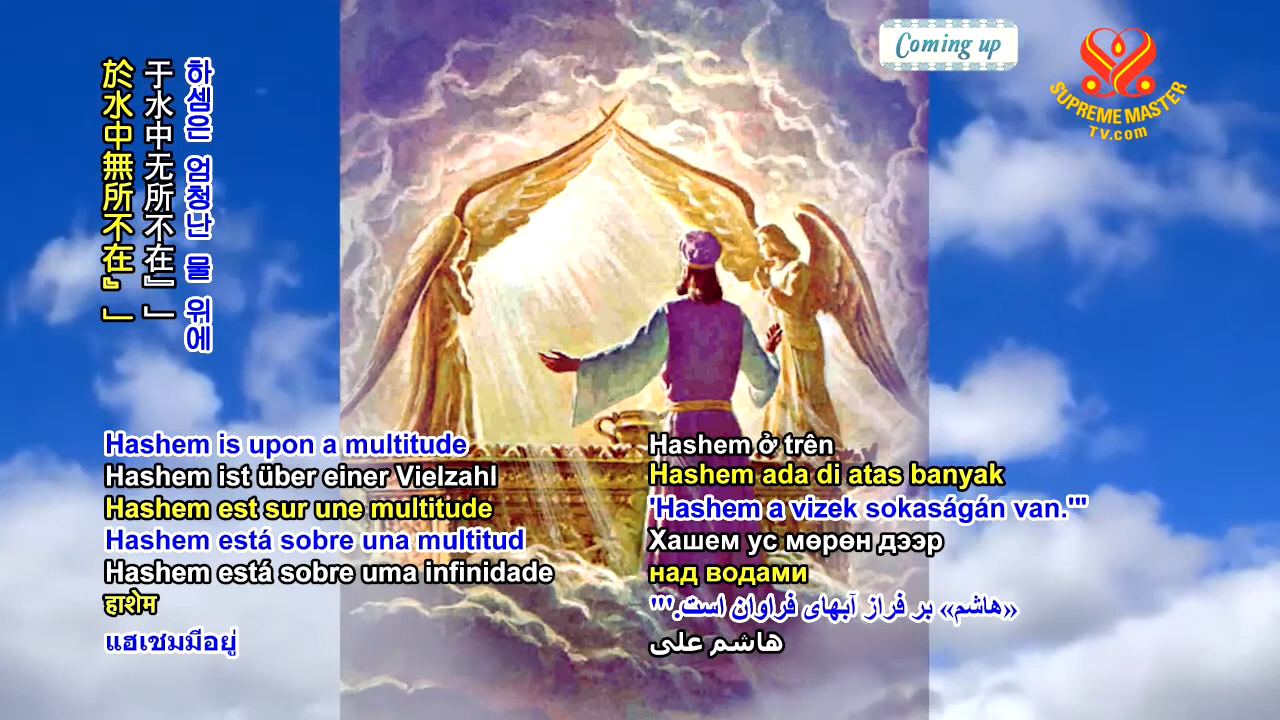 Coming up
SUPREME MASTER
TV.com
於水中無所不在』」
于水中无所不在』」
하셈은 엄청난 물 위에
Hashem is upon a multitude
Hashem ist über einer Vielzahl
Hashem est sur une multitude
Hashem está sobre una multitud
Hashem está sobre uma infinidade
हाशेम
แฮเชมมีอยู่
Hashem ở trên
Hashem ada di atas banyak
'Hashem a vizek sokaságán van.'"
Хашем ус мөрөн дээр
над водами
«هاشم» بر فراز آبهای فراوان است.'"
هاشم على